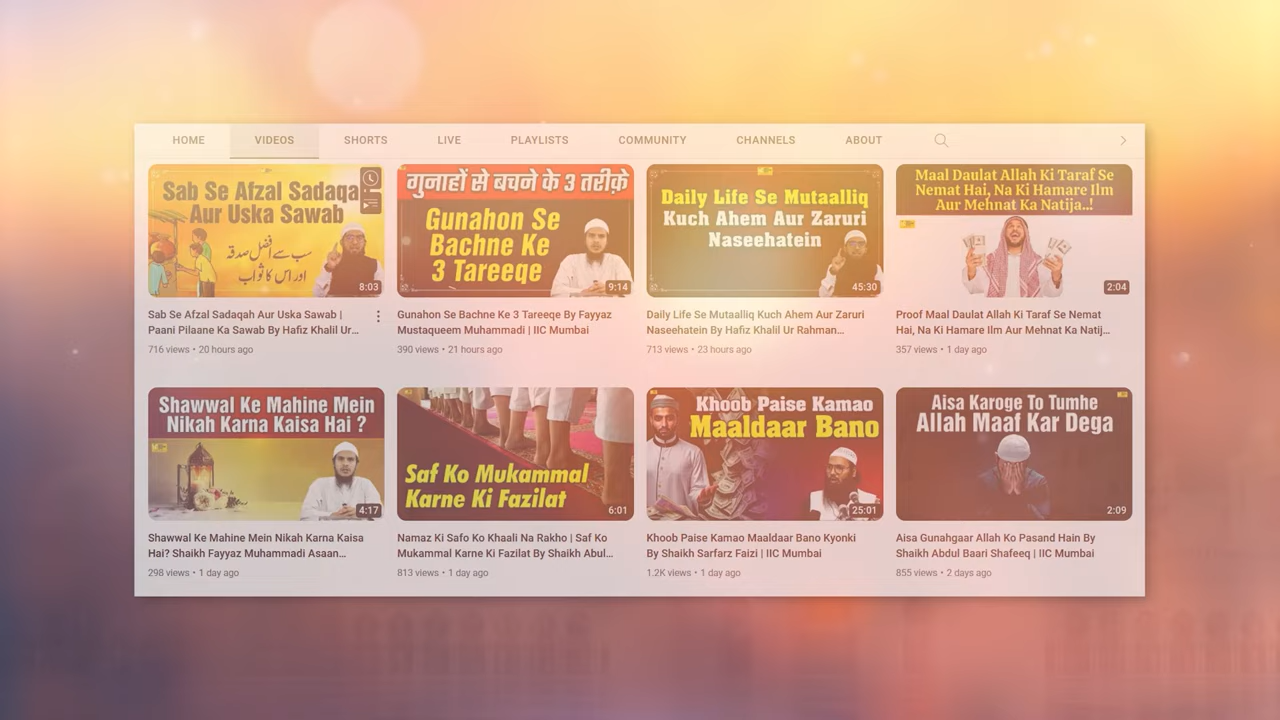 HOME VIDEOS SHORTS LIVE PLAYLISTS COMMUNITY CHANNELS ABOUT
Sab Se Afzal Sadaqa
Aur Uska Sawab
سب سے افضل صدقہ
اور اس کا ثواب
8:03
Sab Se Afzal Sadaqah Aur Uska Sawab |
Paani Pilaane Ka Sawab By Hafiz Khalil Ur...
716 views • 20 hours ago
गुनाहों से बचने के 3 तरीक़े
Gunahon Se
Bachne Ke
3 Tareeqe
9:14
Gunahon Se Bachne Ke 3 Tareeqe By Fayyaz
Mustaqueem Muhammadi | IIC Mumbai
390 views • 21 hours ago
Daily Life Se Mutaalliq
Kuch Ahem Aur Zaruri
Naseehatein
45:30
Daily Life Se Mutaalliq Kuch Ahem Aur Zaruri
Naseehatein By Hafiz Khalil Ur Rahman...
713 views • 23 hours ago
Maal Daulat Allah Ki Taraf Se
Nemat Hai, Na Ki Hamare Ilm
Aur Mehnat Ka Natija..!
2:04
Proof Maal Daulat Allah Ki Taraf Se Nemat
Hai, Na Ki Hamare Ilm Aur Mehnat Ka Natij...
357 views • 1 day ago
Shawwal Ke Mahine Mein
Nikah Karna Kaisa Hai ?
4:17
Shawwal Ke Mahine Mein Nikah Karna Kaisa
Hai? Shaikh Fayyaz Muhammadi Asaan...
298 views • 1 day ago
Saf Ko Mukammal
Karne Ki Fazilat
6:01
Namaz Ki Safo Ko Khaali Na Rakho | Saf Ko
Mukammal Karne Ki Fazilat By Shaikh Abul...
813 views • 1 day ago
Khoob Paise Kamao
Maaldaar Bano
25:01
Khoob Paise Kamao Maaldaar Bano Kyonki
By Shaikh Sarfarz Faizi | IIC Mumbai
1.2K views • 1 day ago
Aisa Karoge To Tumhe
Allah Maaf Kar Dega
2:09
Aisa Gunahgaar Allah Ko Pasand Hain By
Shaikh Abdul Baari Shafeeq | IIC Mumbai
855 views • 2 days ago